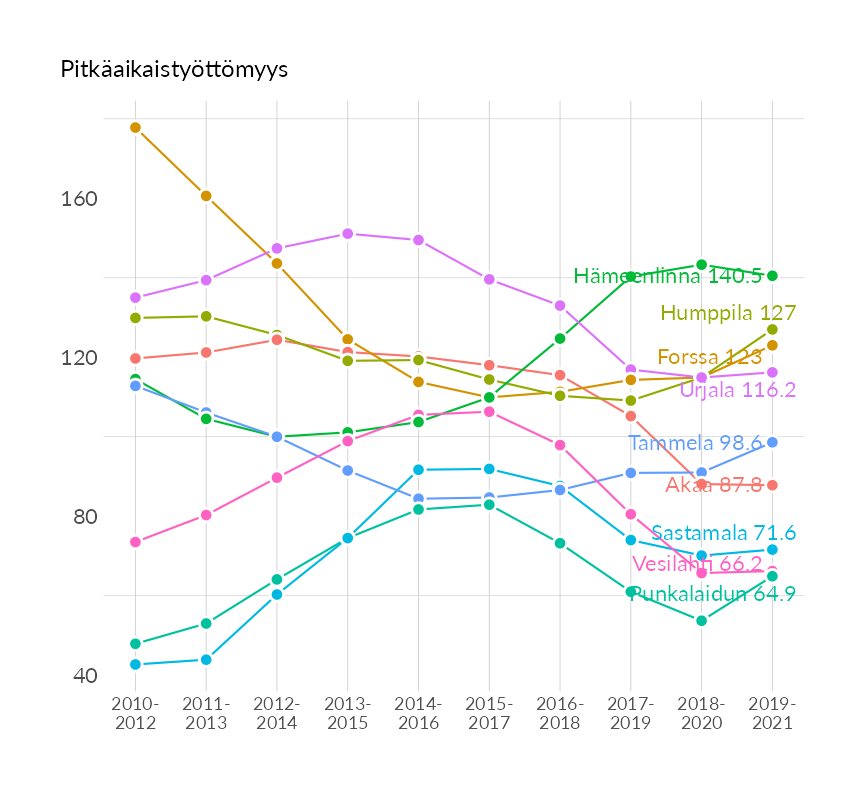 Pitkäaikaistyöttömyys
160
120
80
40
Hämeenlinna 140.5
Humppila 127
Forssa 123
Urjala 116.2
Tammela 98.6
Akaa 87.8
Sastamala 71.6
Vesilahti 66.2
Punkalaidun 64.9
2010- 2011- 2012- 2013- 2014- 2015- 2016- 2017- 2018- 2019-
2012 2013 2014 2015 2016 2017 2018 2019 2020 2021